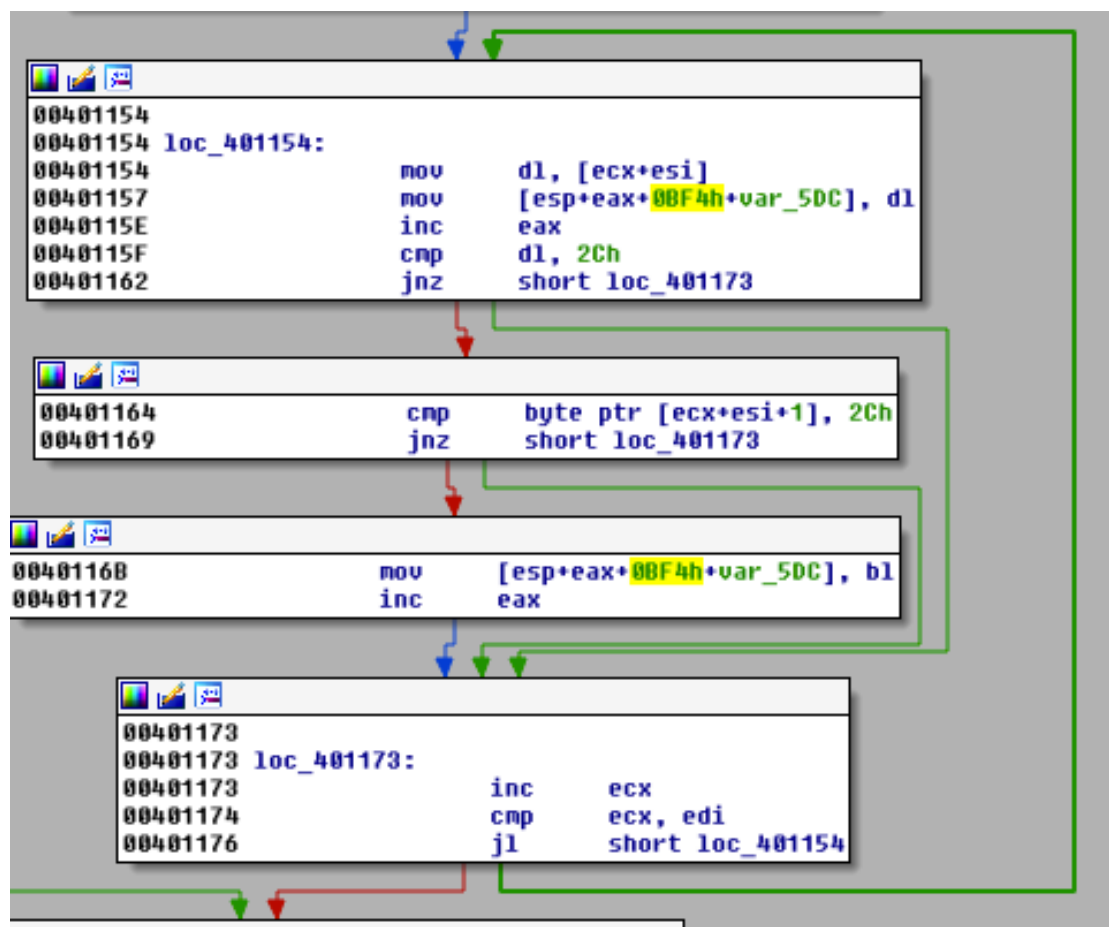 00401154
00401154 loc_401154:
00401154 mov dl, [ecx+esi]
00401157 mov [esp+eax+0BF4h+var_5DC], dl
0040115E inc eax
0040115F cmp dl, 2Ch
00401162 jnz short loc_401173
00401164 cmp byte ptr [ecx+esi+1], 2Ch
00401169 jnz short loc_401173
0040116B mov [esp+eax+0BF4h+var_5DC], bl
00401172 inc eax
00401173
00401173 loc_401173:
00401173 inc ecx
00401174 cmp ecx, edi
00401176 jl short loc_401154